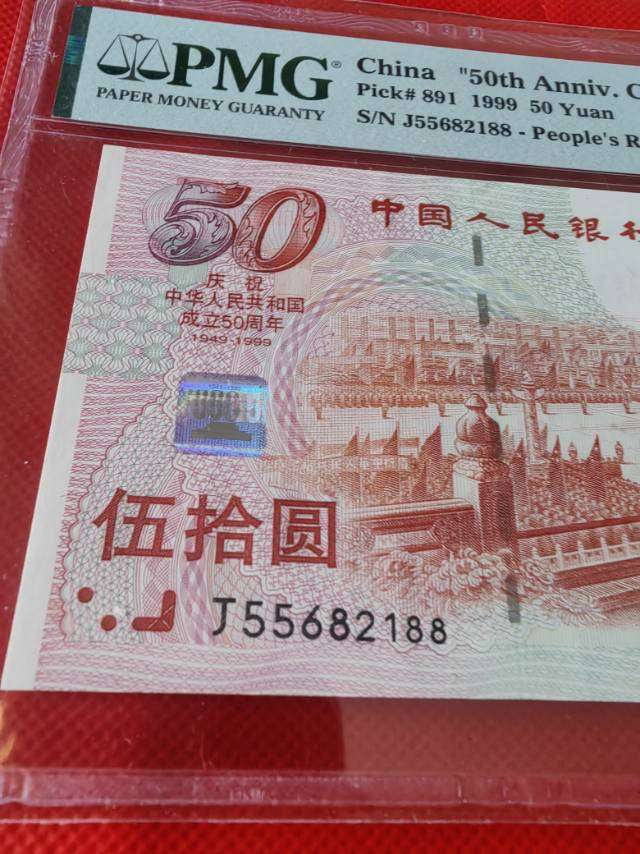 PMG®
PAPER MONEY GUARANTY
China "50th Anniv.
Pick# 891 1999 50 Yuan
S/N J55682188 - People's R
50
中国人民银
庆祝
中华人民共和国
成立50周年
1949-1999
伍拾圆
J55682188